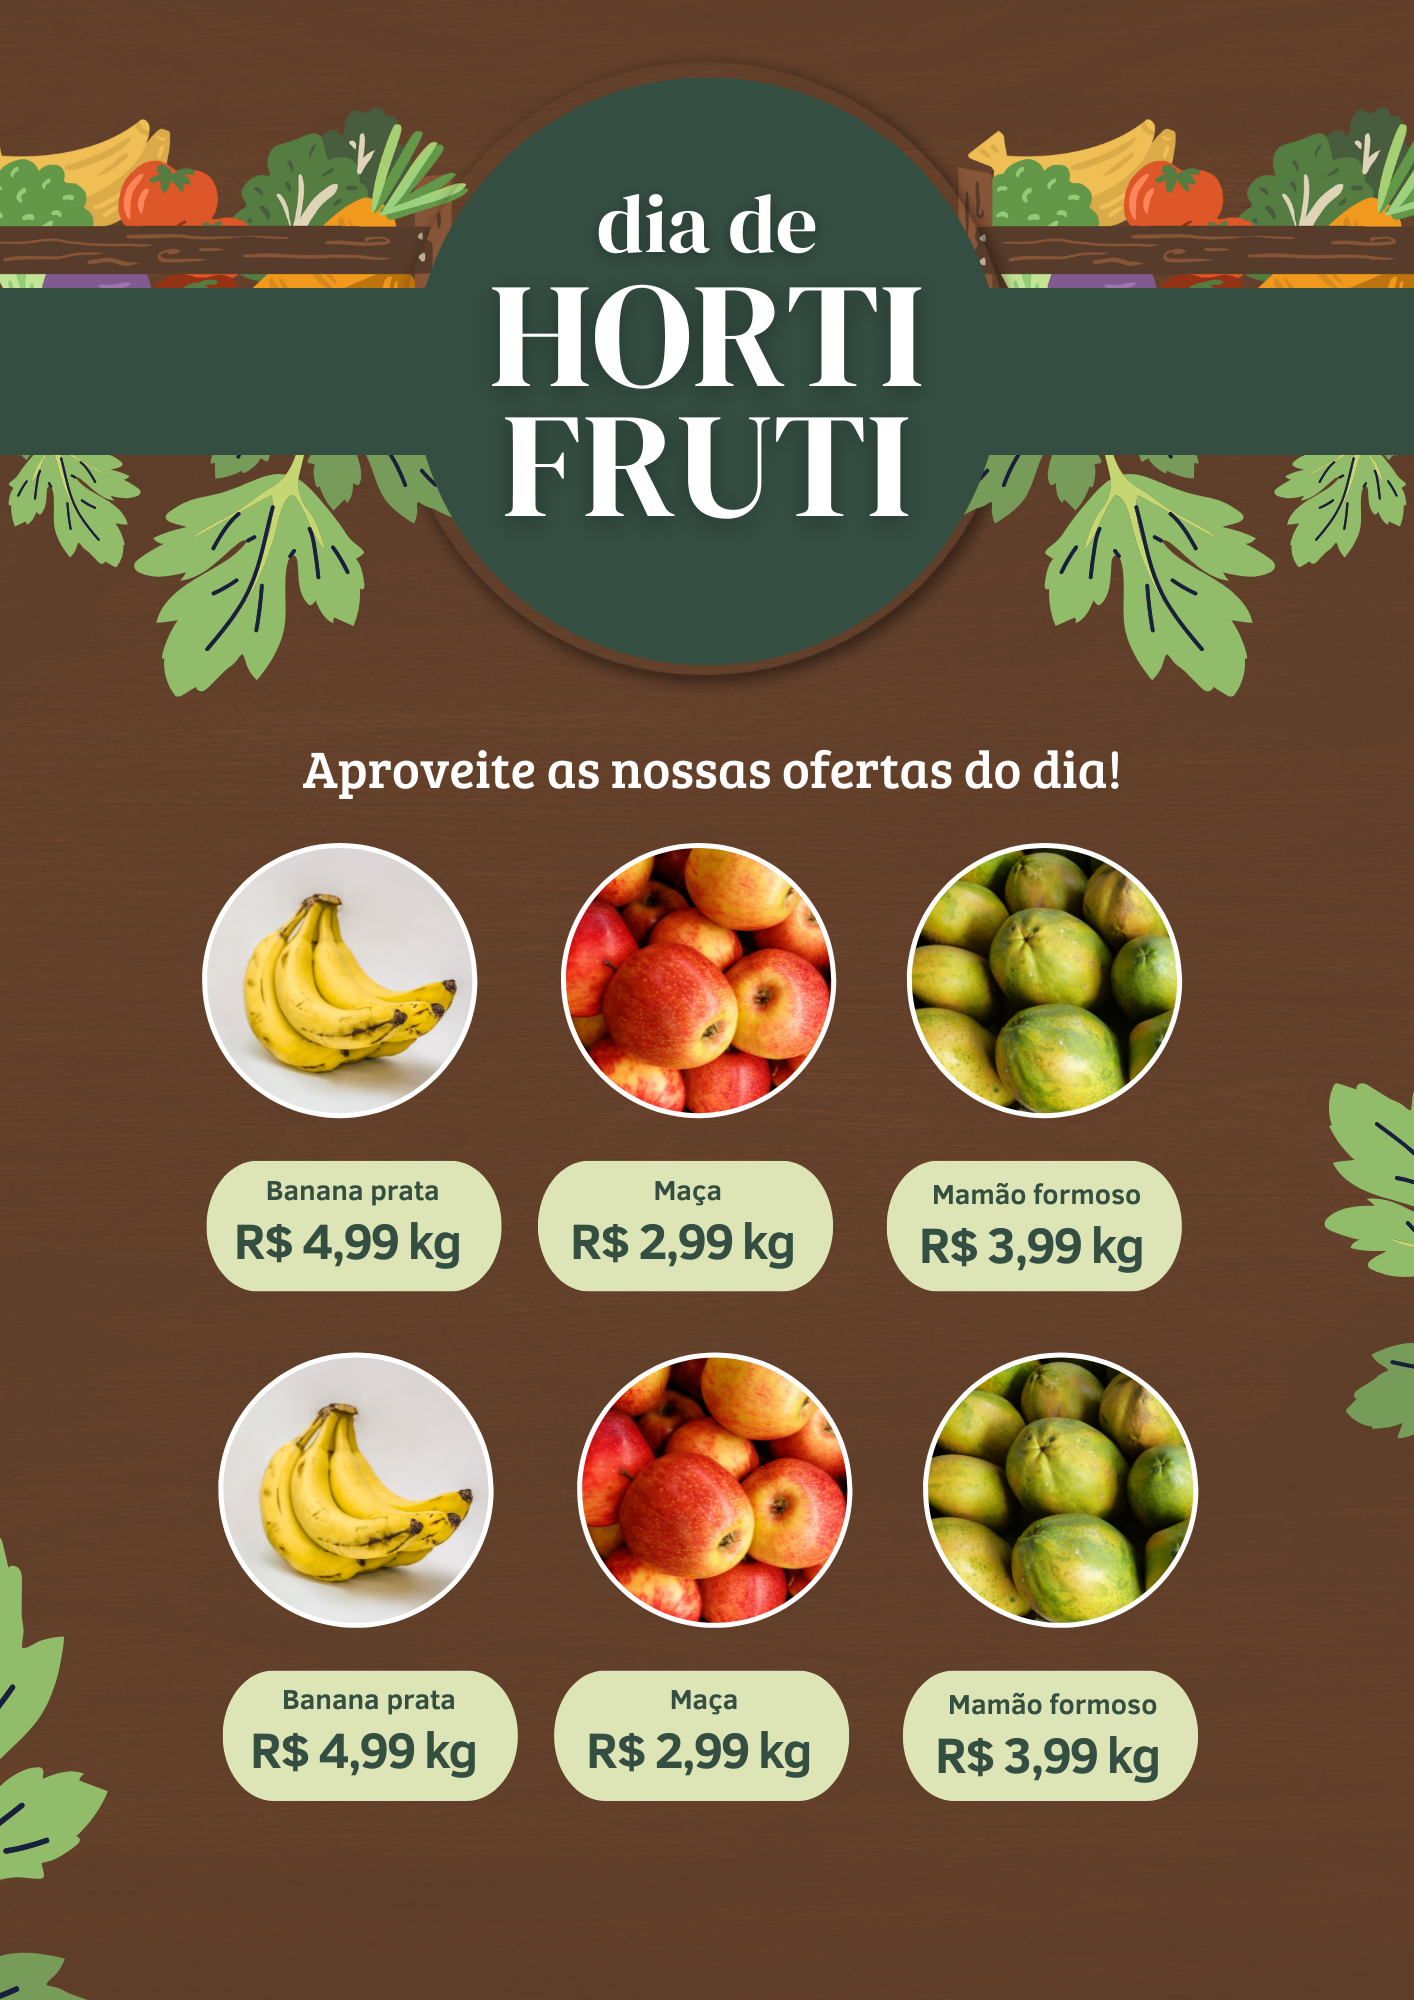 dia de
HORTI
FRUTI
Aproveite as nossas ofertas do dia!
Banana prata
R$ 4,99 kg
Maça
R$ 2,99 kg
Mamão formoso
R$ 3,99 kg
Banana prata
R$ 4,99 kg
Maça
R$ 2,99 kg
Mamão formoso
R$ 3,99 kg